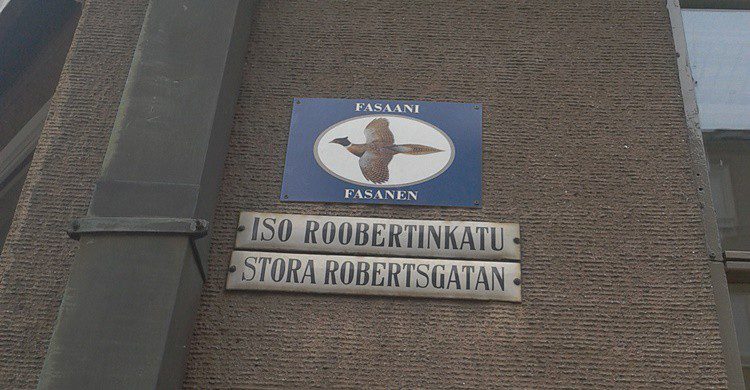 FASAANI
FASANEN
ISO ROOBERTINKATU
STORA ROBERTSGATAN